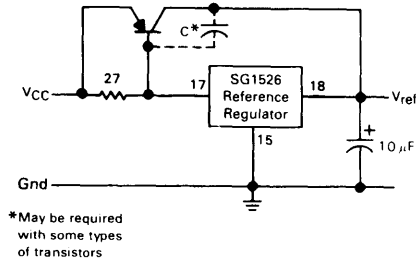 C*
VCC
27
17
SG1526
Reference
Regulator
18
Vref
15
+
10 μF
Gnd
*May be required
with some types
of transistors